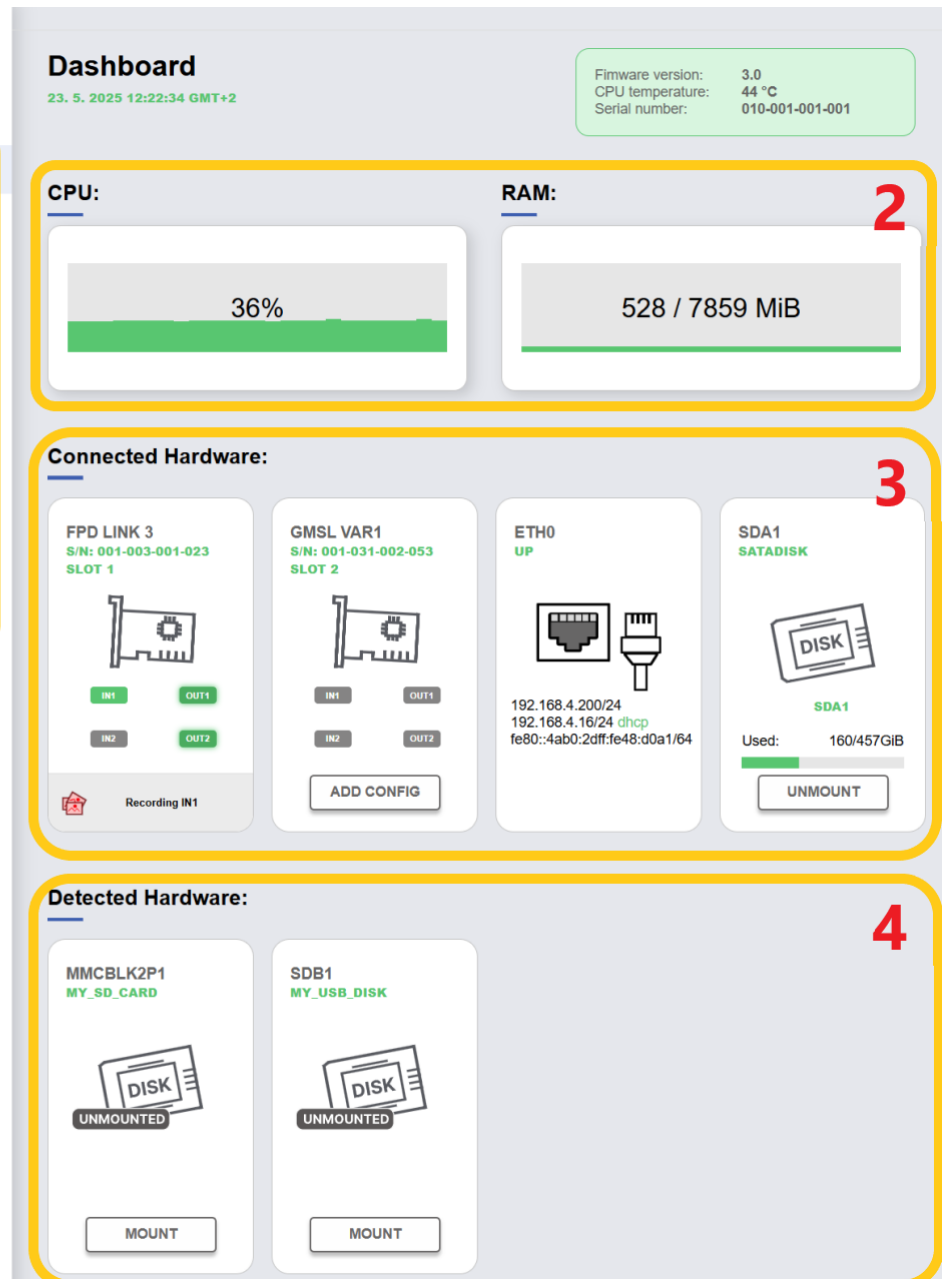 Dashboard
23. 5. 2025 12:22:34 GMT+2
Fimware version: 3.0
CPU temperature: 44 °C
Serial number: 010-001-001-001
CPU:
RAM:
2
36%
528 / 7859 MiB
Connected Hardware:
3
FPD LINK 3
S/N: 001-003-001-023
SLOT 1
IN1
OUT1
IN2
OUT2
Recording IN1
GMSL VAR1
S/N: 001-031-002-053
SLOT 2
IN1
OUT1
IN2
OUT2
ADD CONFIG
ETH0
UP
192.168.4.200/24
192.168.4.16/24 dhcp
fe80::4ab0:2dff:fe48:d0a1/64
SDA1
SATADISK
DISK
SDA1
Used: 160/457GiB
UNMOUNT
Detected Hardware:
4
MMCBLK2P1
MY_SD_CARD
DISK
UNMOUNTED
MOUNT
SDB1
MY_USB_DISK
DISK
UNMOUNTED
MOUNT